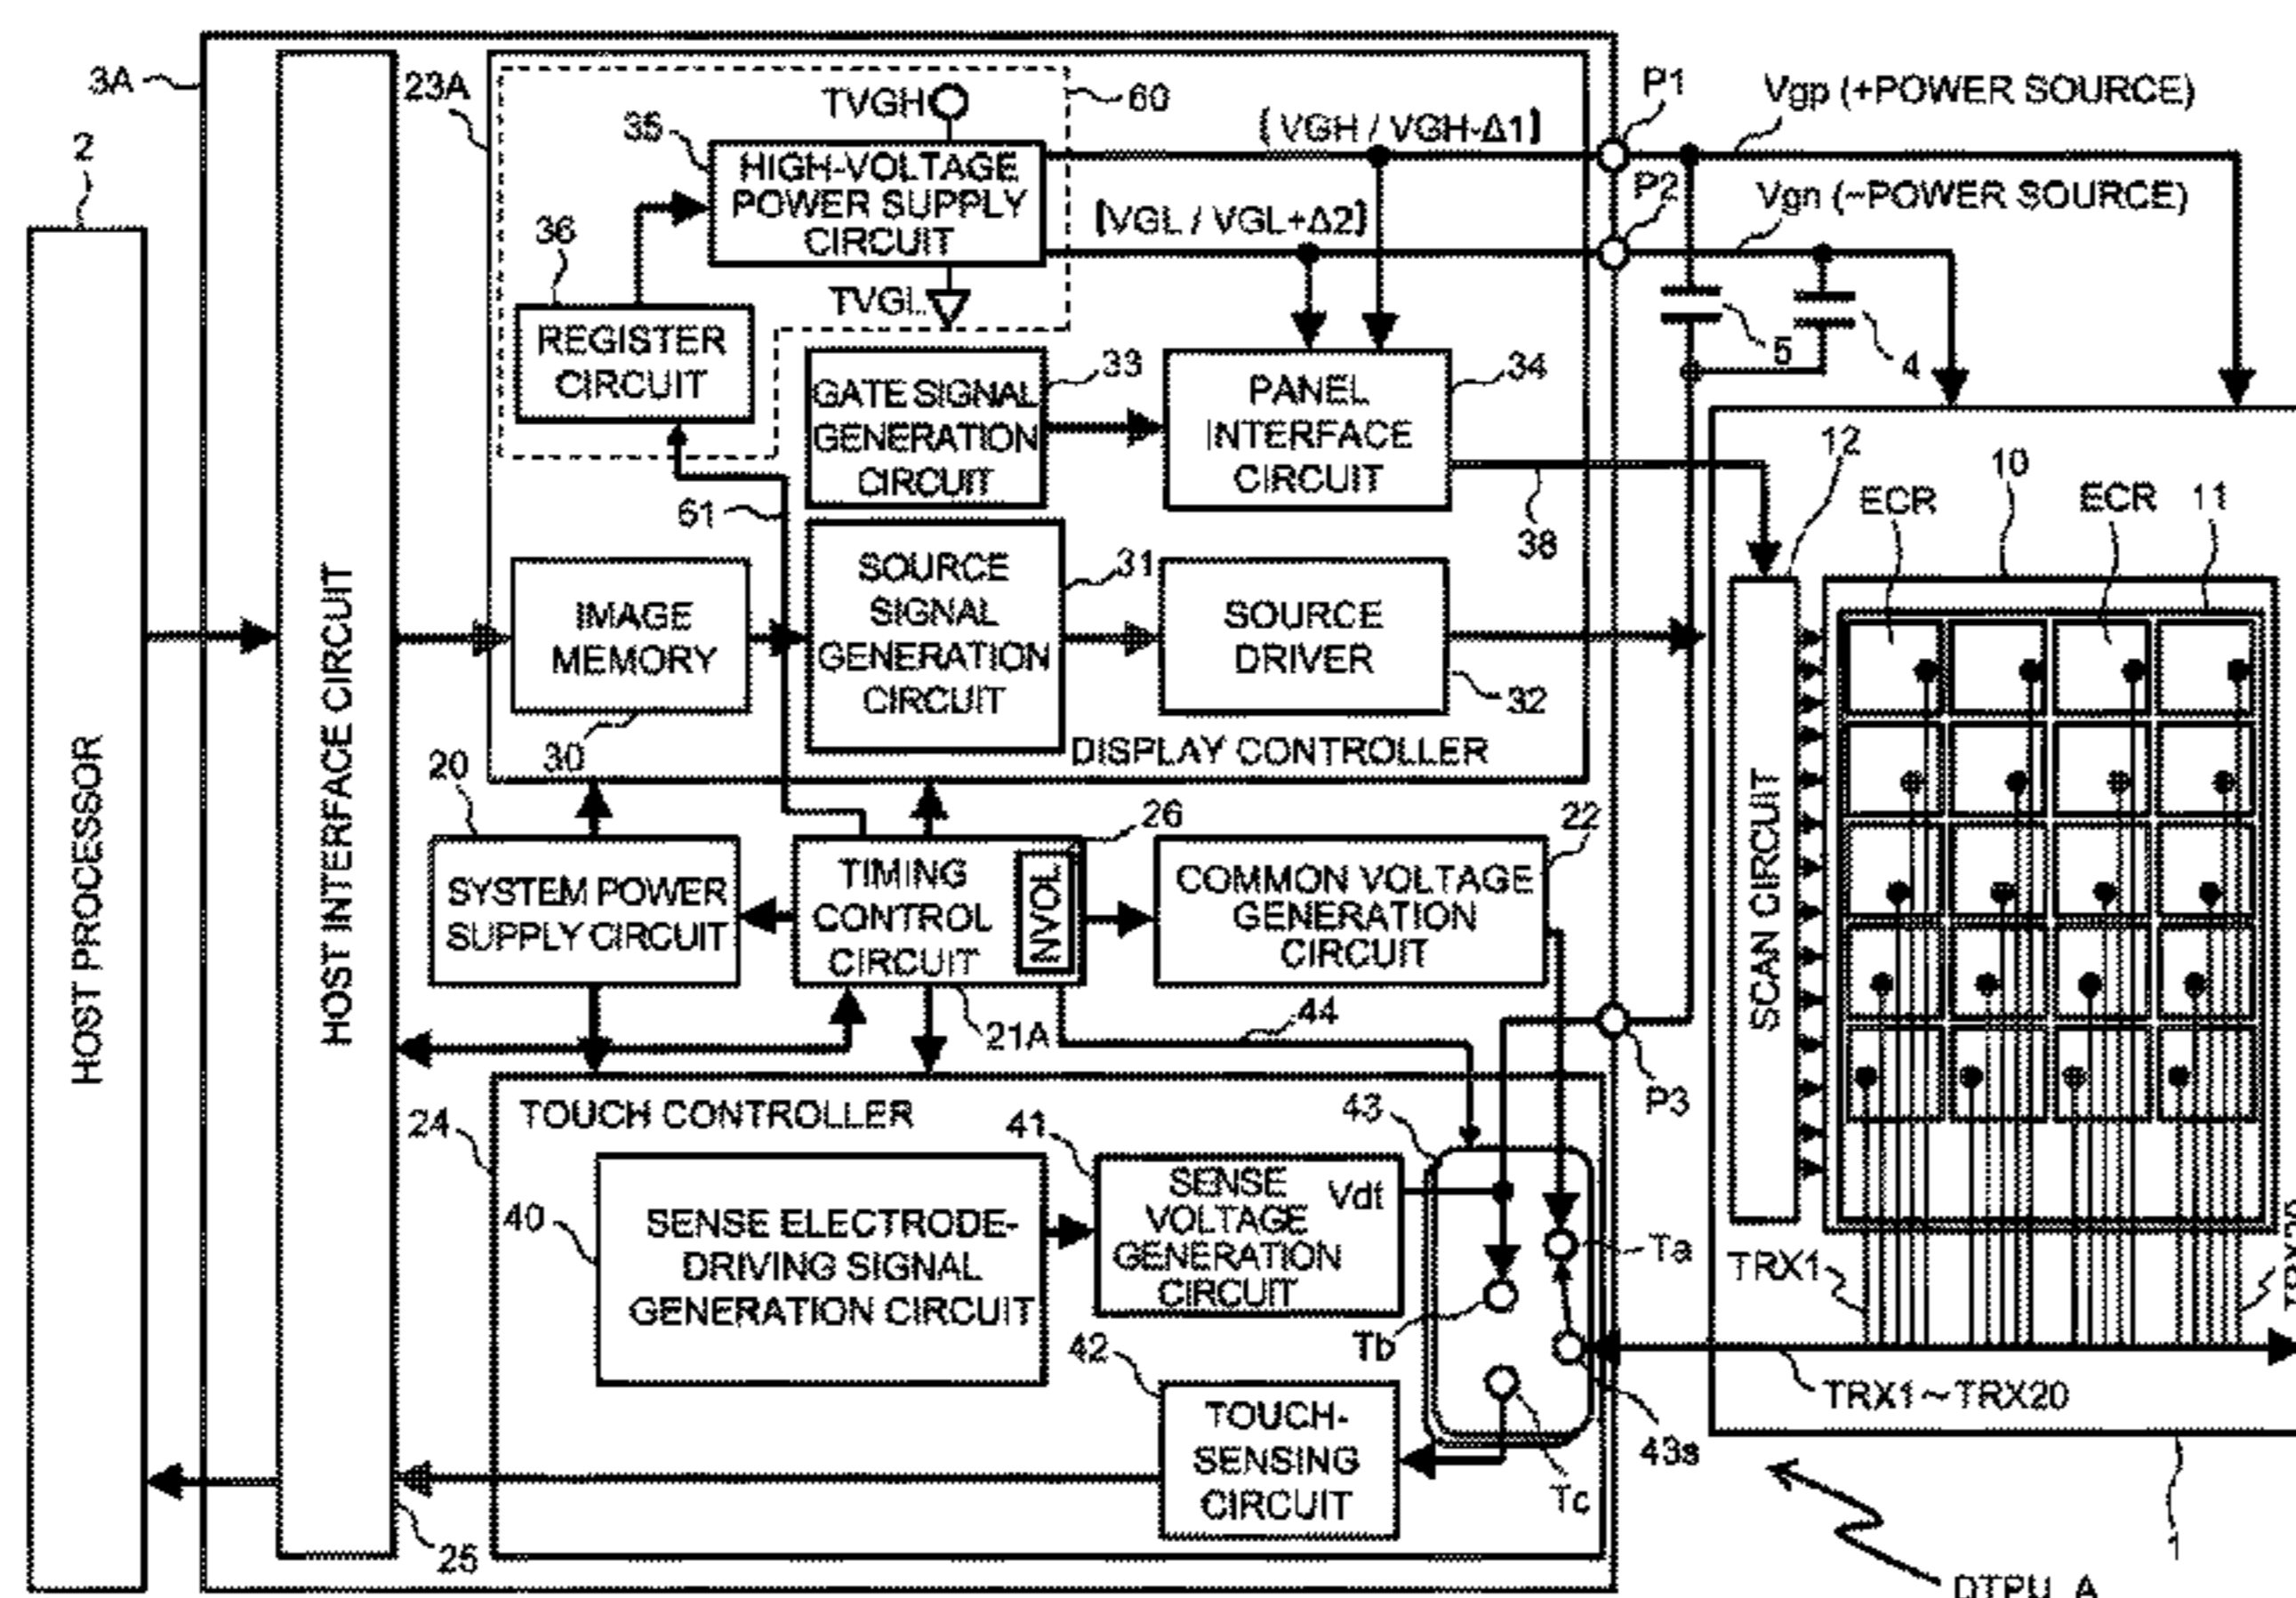 3A
23A
TVGH
60
P1
Vgp (+POWER SOURCE)
[ VGH / VGH-Δ1]
35
HIGH-VOLTAGE
POWER SUPPLY
CIRCUIT
P2
Vgn (~POWER SOURCE)
[VGL / VGL+Δ2]
2
36
TVGL
REGISTER
CIRCUIT
33
34
5
4
GATE SIGNAL
GENERATION
CIRCUIT
PANEL
INTERFACE
CIRCUIT
12
10
ECR
ECR
11
61
38
HOST PROCESSOR
HOST INTERFACE CIRCUIT
IMAGE
MEMORY
30
SOURCE
SIGNAL
GENERATION
CIRCUIT
31
SOURCE
DRIVER
32
DISPLAY CONTROLLER
20
26
22
SYSTEM POWER
SUPPLY CIRCUIT
TIMING
CONTROL
CIRCUIT
NVOL
COMMON VOLTAGE
GENERATION
CIRCUIT
SCAN CIRCUIT
21A
44
P3
24
TOUCH CONTROLLER
41
43
40
SENSE ELECTRODE-
DRIVING SIGNAL
GENERATION CIRCUIT
SENSE
VOLTAGE
GENERATION
CIRCUIT
Vdt
Ta
Tb
TRX1
TRX20
42
TOUCH-
SENSING
CIRCUIT
Tc
43s
TRX1~TRX20
25
1
DTPU_A